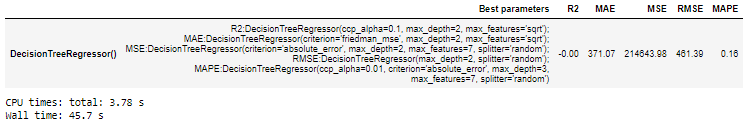 Best parameters R2 MAE MSE RMSE MAPE
R2:DecisionTreeRegressor(ccp_alpha=0.1, max_depth=2, max_features='sqrt');
MAE:DecisionTreeRegressor(criterion='friedman_mse', max_depth=2, max_features='sqrt');
MSE:DecisionTreeRegressor(criterion='absolute_error', max_depth=2, max_features=7, splitter='random');
DecisionTreeRegressor() RMSE:DecisionTreeRegressor(max_depth=2, splitter='random'); -0.00 371.07 214643.98 461.39 0.16
MAPE:DecisionTreeRegressor(ccp_alpha=0.01, criterion='absolute_error', max_depth=3,
max_features=7, splitter='random')
CPU times: total: 3.78 s
Wall time: 45.7 s